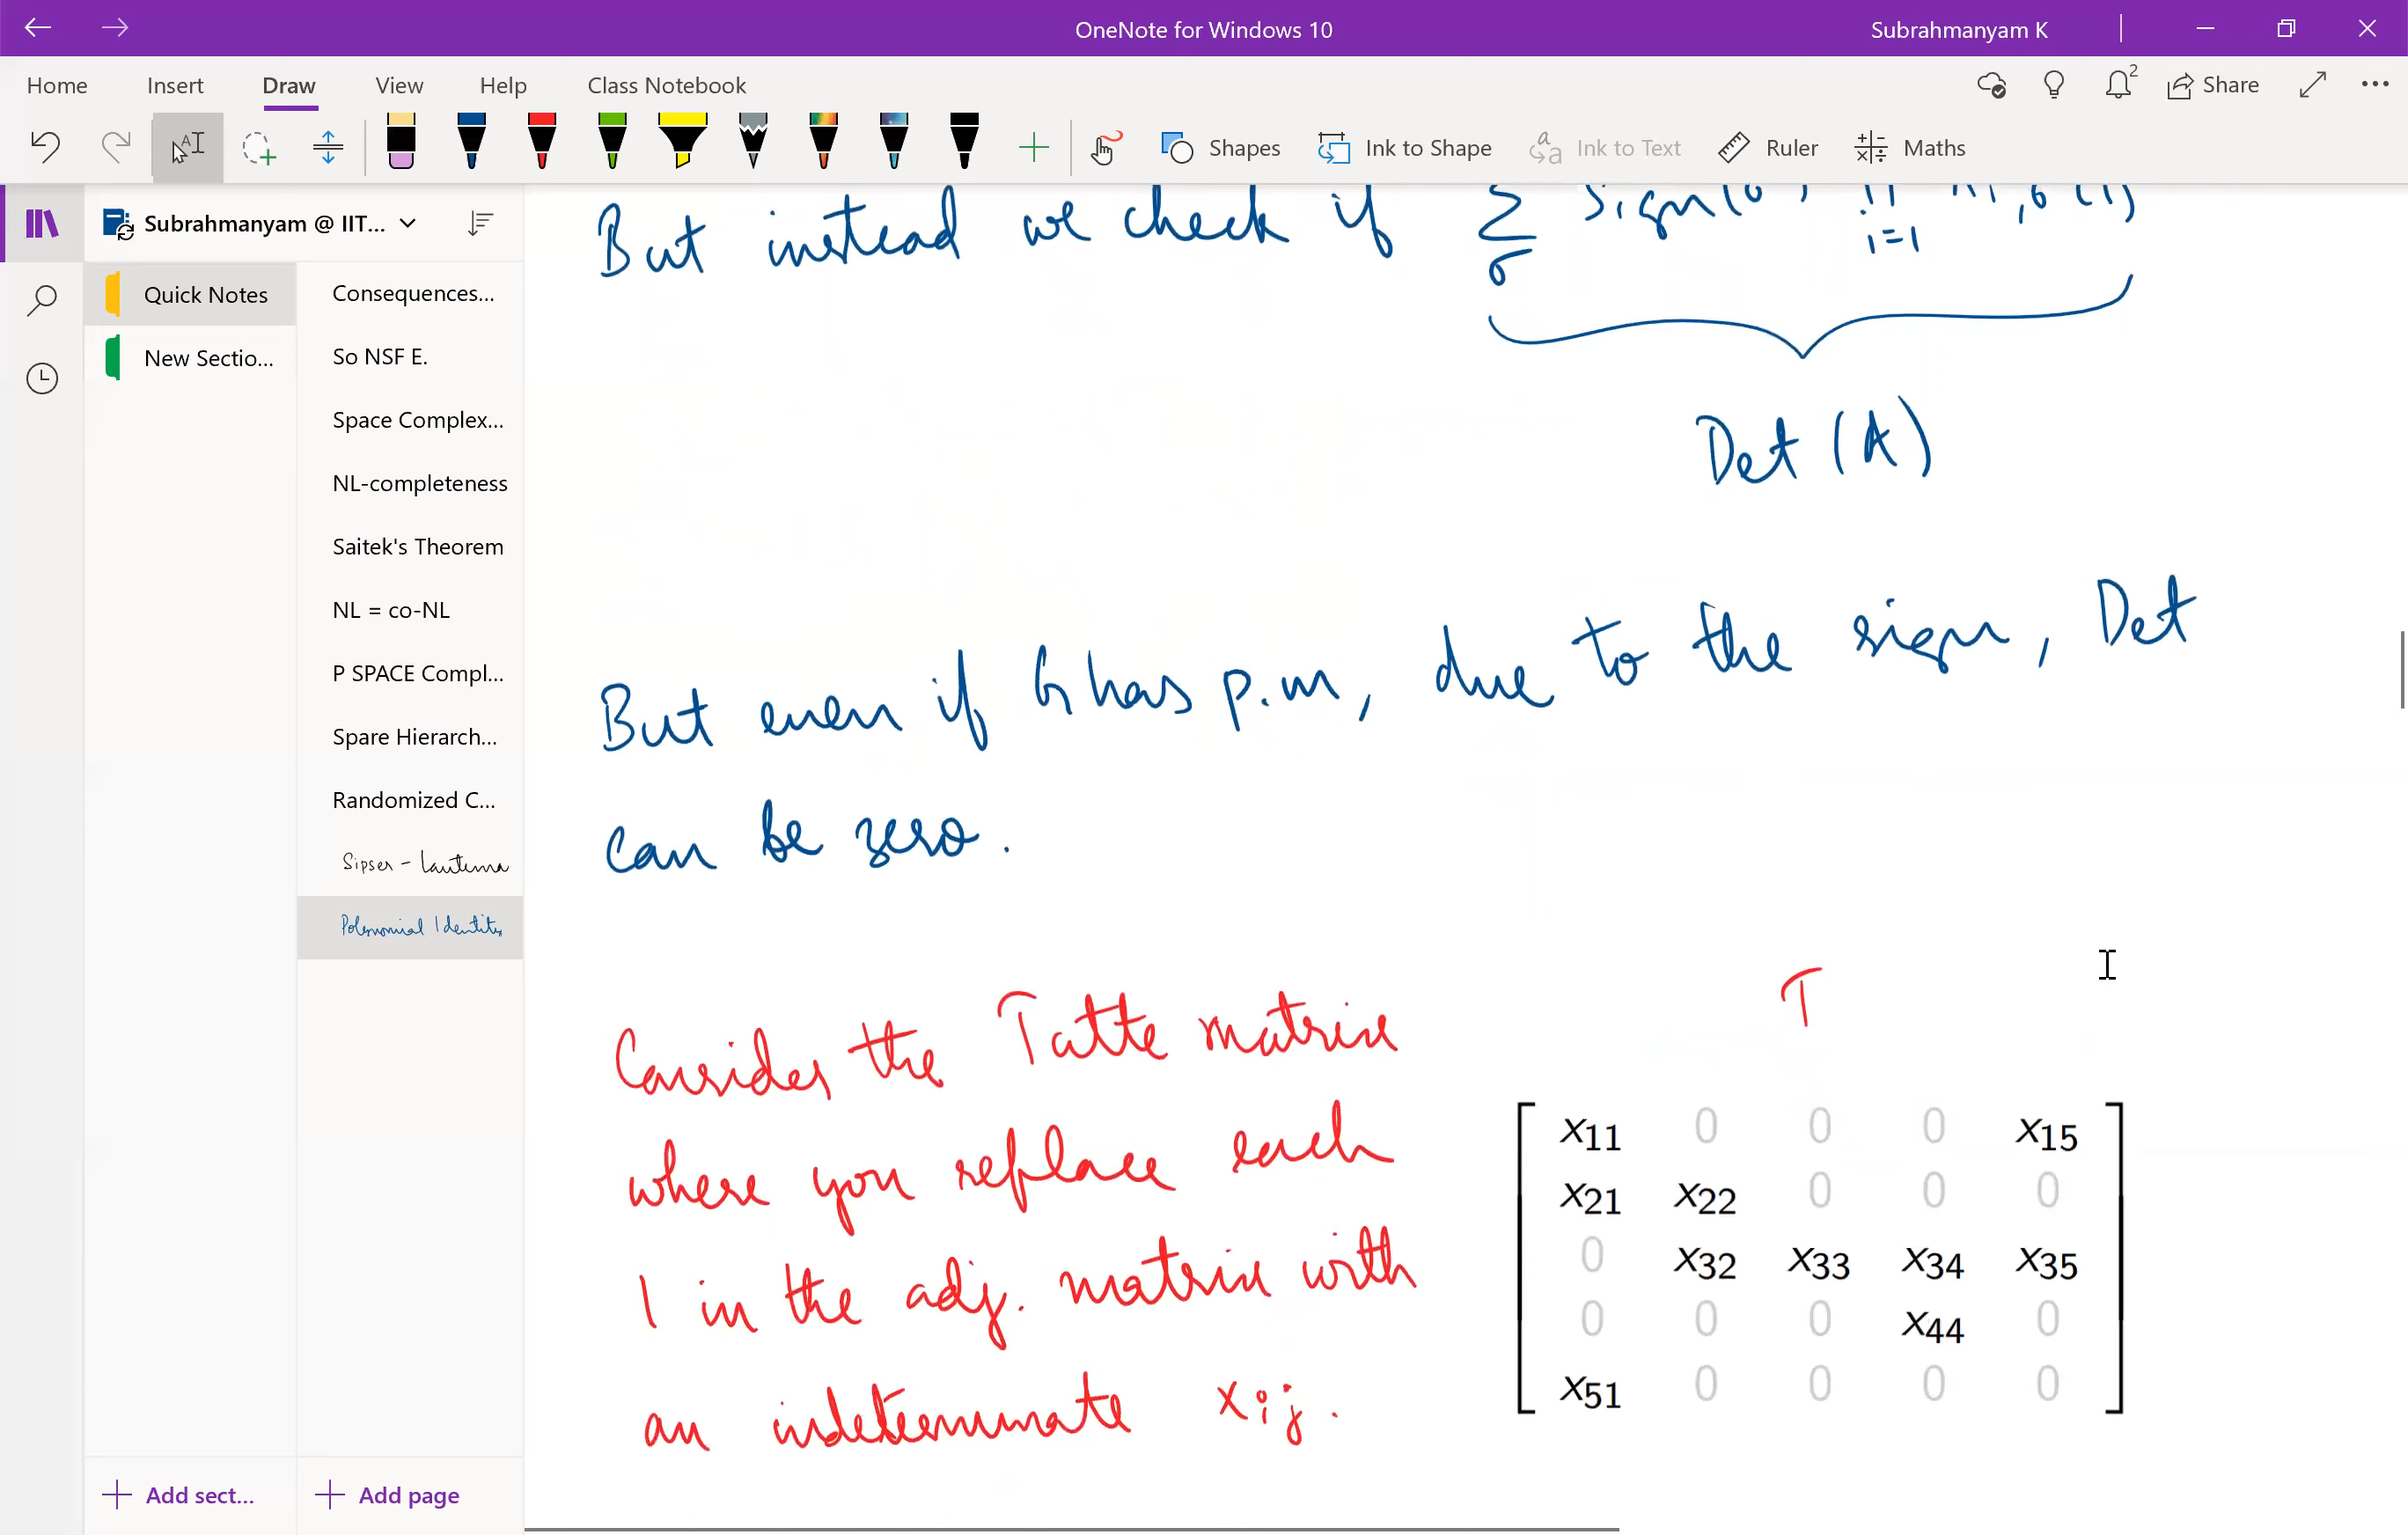 OneNote for Windows 10
Subrahmanyam K
Home Insert Draw View Help Class Notebook
2 Share
Shapes Ink to Shape Ink to Text Ruler Maths
Subrahmanyam @ IIT...
Quick Notes
New Sectio...
Consequences...
So NSF E.
Space Complex...
NL-completeness
Saitek's Theorem
NL = co-NL
P SPACE Compl...
Spare Hierarch...
Randomized C...
Sipser - Lautema
Polynomial Identity
Add sect...
Add page
But instead we check if Σ sign(σ) i=1
σ
Det (A)
But even if G has p.m, due to the sign, Det
can be zero.
Consider the Tutte matrix
where you replace each
1 in the adj. matrix with
an indeterminate xij.
T
x11 0 0 0 x15
x21 x22 0 0 0
0 x32 x33 x34 x35
0 0 0 x44 0
x51 0 0 0 0